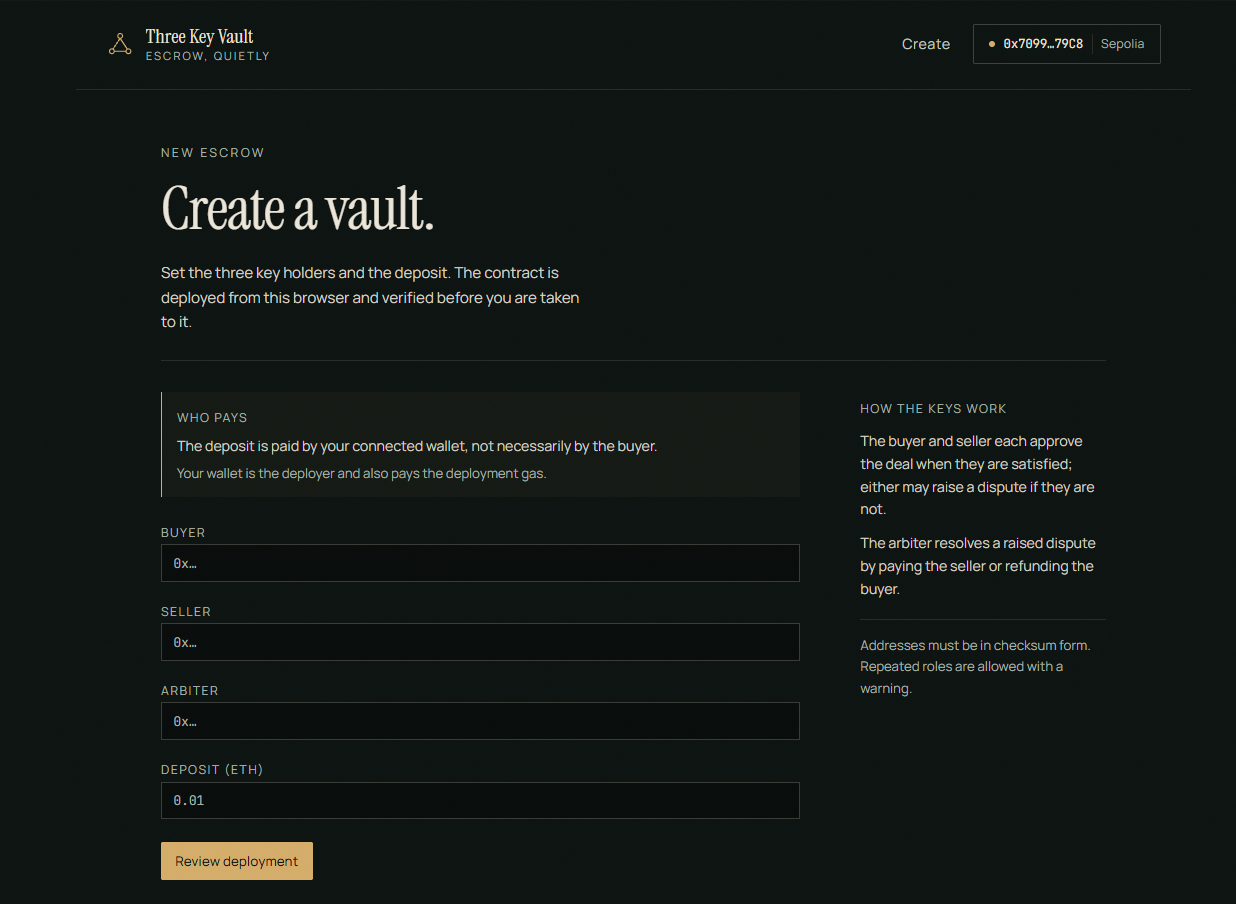 Three Key Vault
ESCROW, QUIETLY
Create
0x7099…79C8
Sepolia
NEW ESCROW
Create a vault.
Set the three key holders and the deposit. The contract is
deployed from this browser and verified before you are taken
to it.
WHO PAYS
The deposit is paid by your connected wallet, not necessarily by the buyer.
Your wallet is the deployer and also pays the deployment gas.
BUYER
0x…
SELLER
0x…
ARBITER
0x…
DEPOSIT (ETH)
0.01
Review deployment
HOW THE KEYS WORK
The buyer and seller each approve
the deal when they are satisfied;
either may raise a dispute if they are
not.
The arbiter resolves a raised dispute
by paying the seller or refunding the
buyer.
Addresses must be in checksum form.
Repeated roles are allowed with a
warning.